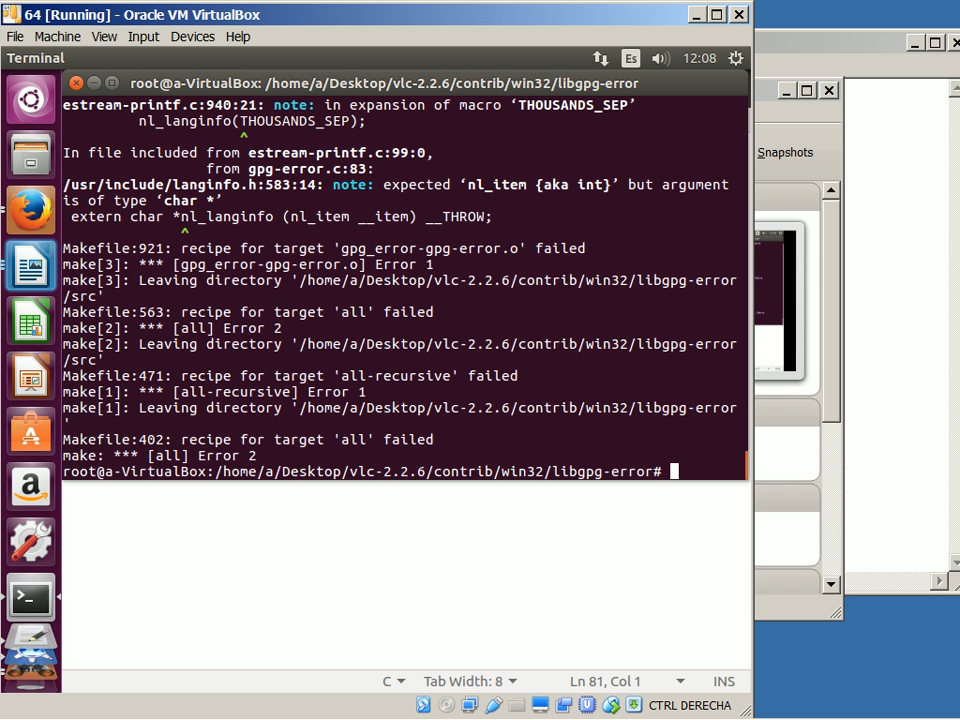 64 [Running] - Oracle VM VirtualBox
File Machine View Input Devices Help
Terminal
Es
12:08
root@a-VirtualBox: /home/a/Desktop/vlc-2.2.6/contrib/win32/libgpg-error
estream-printf.c:940:21: note: in expansion of macro ‘THOUSANDS_SEP’
nl_langinfo(THOUSANDS_SEP);
^
In file included from estream-printf.c:99:0,
from gpg-error.c:83:
/usr/include/langinfo.h:583:14: note: expected ‘nl_item {aka int}’ but argument
is of type ‘char *’
extern char *nl_langinfo (nl_item __item) __THROW;
^
Makefile:921: recipe for target 'gpg_error-gpg-error.o' failed
make[3]: *** [gpg_error-gpg-error.o] Error 1
make[3]: Leaving directory '/home/a/Desktop/vlc-2.2.6/contrib/win32/libgpg-error
/src'
Makefile:563: recipe for target 'all' failed
make[2]: *** [all] Error 2
make[2]: Leaving directory '/home/a/Desktop/vlc-2.2.6/contrib/win32/libgpg-error
/src'
Makefile:471: recipe for target 'all-recursive' failed
make[1]: *** [all-recursive] Error 1
make[1]: Leaving directory '/home/a/Desktop/vlc-2.2.6/contrib/win32/libgpg-error
'
Makefile:402: recipe for target 'all' failed
make: *** [all] Error 2
root@a-VirtualBox:/home/a/Desktop/vlc-2.2.6/contrib/win32/libgpg-error#
Snapshots
C Tab Width: 8 Ln 81, Col 1 INS
CTRL DERECHA